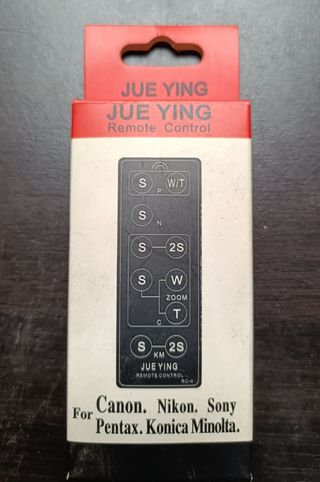 JUE YING
JUE YING
Remote Control
S W/T
P
S
N
S 2S
S W
ZOOM
T
C
S 2S
KM
JUE YING
REMOTE CONTROL
RC-4
For Canon. Nikon. Sony
Pentax. Konica Minolta.